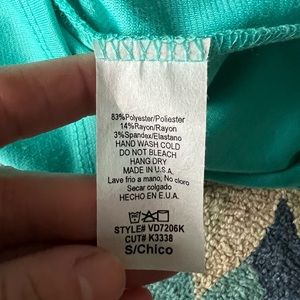 83%Polyester/Poliester
14%Rayon/Rayon
3%Spandex/Elastano
HAND WASH COLD
DO NOT BLEACH
HANG DRY
MADE IN U.S.A.
Lave frio a mano, No cloro
Secar colgado
HECHO EN E.U.A.
STYLE# VD7206K
CUT# K3338
S/Chico